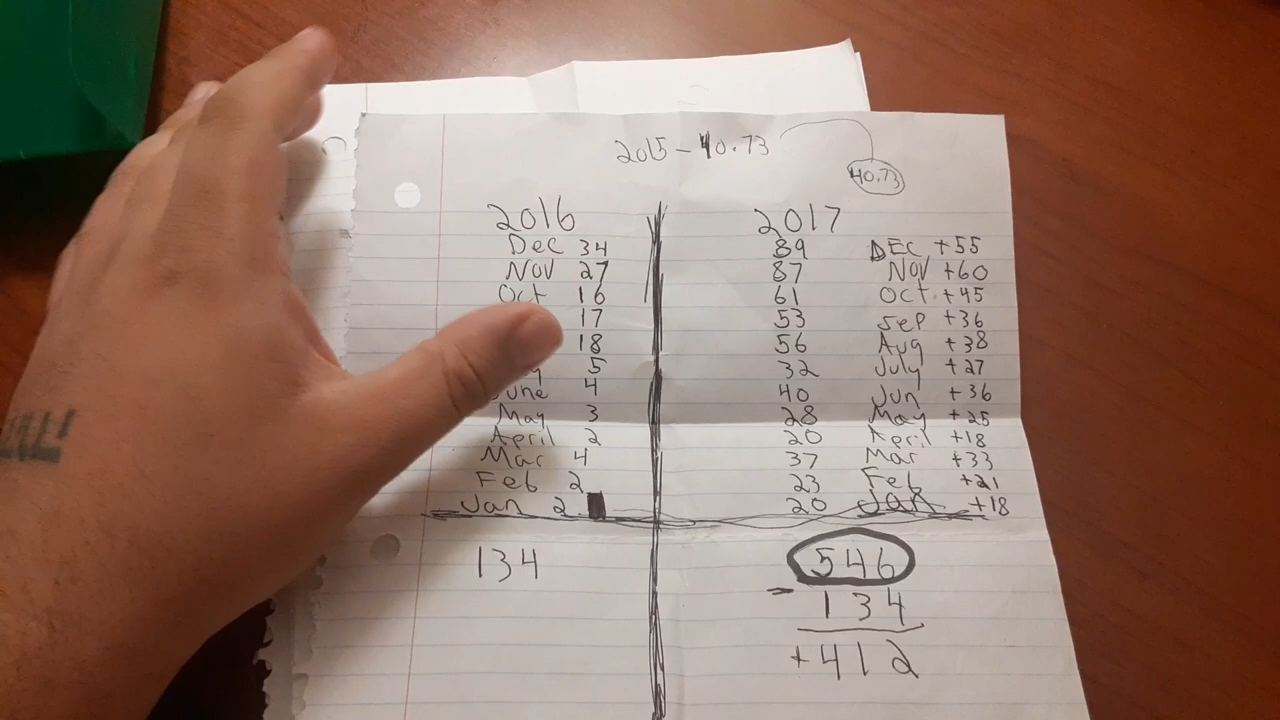 2015 - 40.73
40.73
2016 2017
Dec 34 89 DEC +55
Nov 27 87 Nov +60
Oct 16 61 Oct +45
17 53 Sep +36
18 56 Aug +38
5 32 July +27
June 4 40 Jun +36
May 3 28 May +25
April 2 20 April +18
Mar 4 37 Mar +33
Feb 2 23 Feb +21
Jan 2 20 Jan +18
134 546
- 134
+412